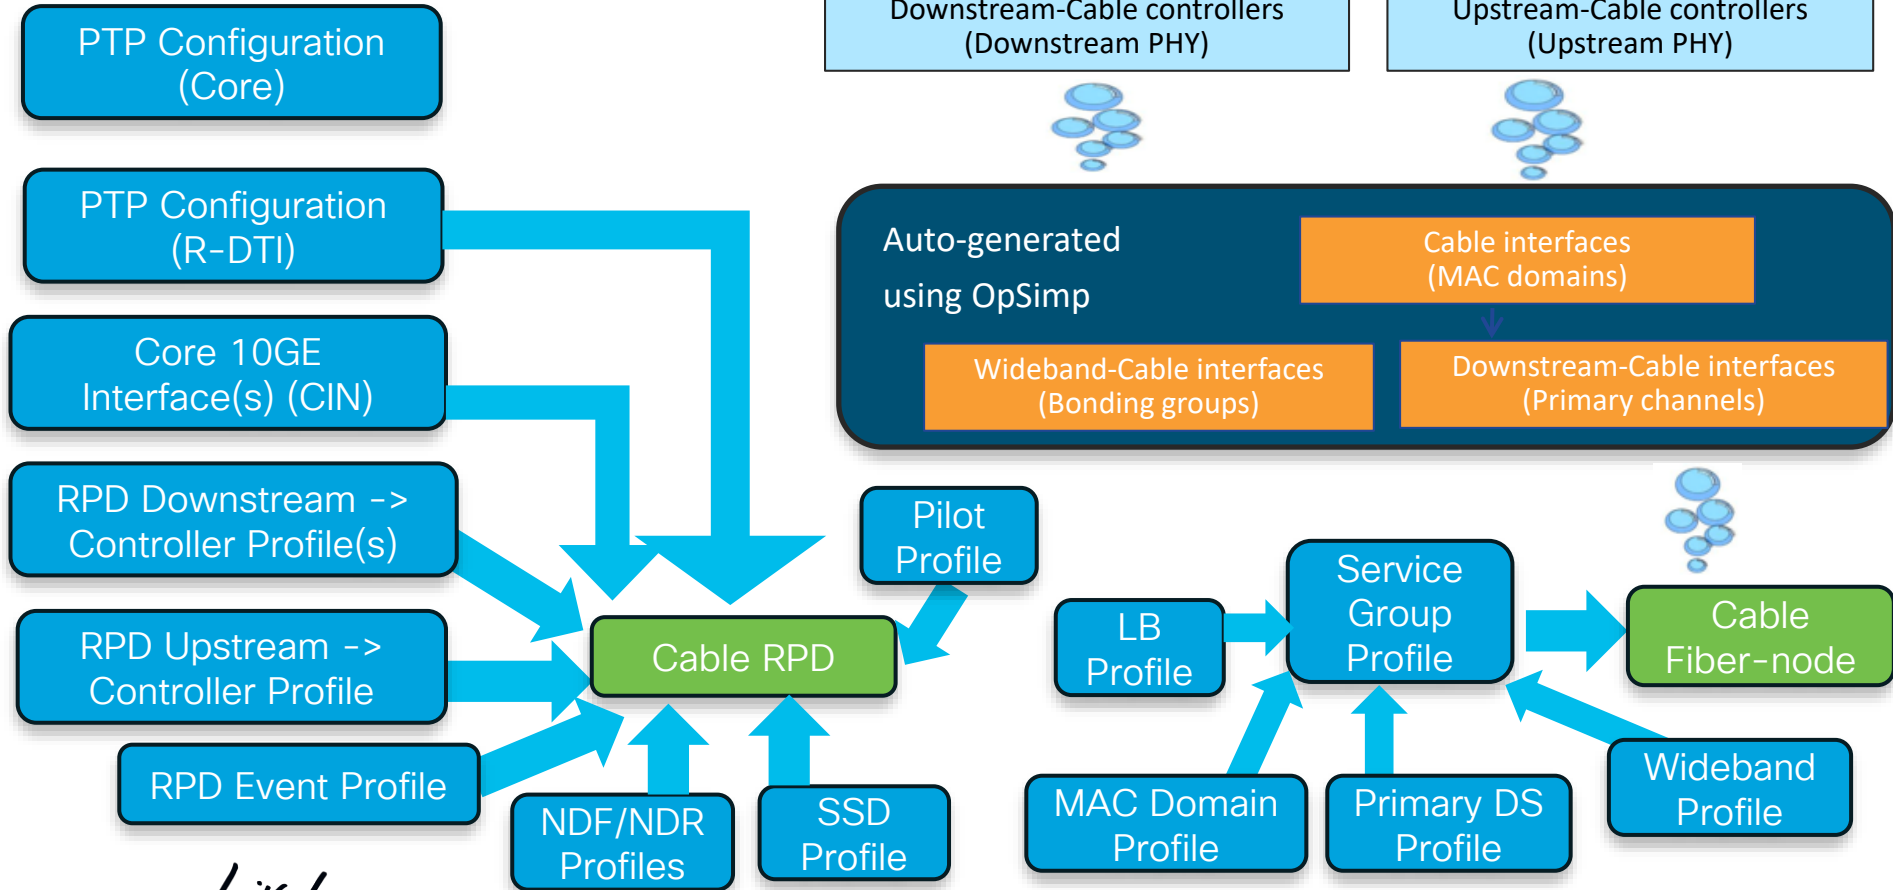 PTP Configuration
(Core)
Downstream-Cable controllers
(Downstream PHY)
Upstream-Cable controllers
(Upstream PHY)
PTP Configuration
(R-DTI)
Auto-generated
using OpSimp
Cable interfaces
(MAC domains)
Wideband-Cable interfaces
(Bonding groups)
Downstream-Cable interfaces
(Primary channels)
Core 10GE
Interface(s) (CIN)
RPD Downstream ->
Controller Profile(s)
RPD Upstream ->
Controller Profile
RPD Event Profile
NDF/NDR
Profiles
SSD
Profile
Cable RPD
Pilot
Profile
LB
Profile
Service
Group
Profile
Cable
Fiber-node
MAC Domain
Profile
Primary DS
Profile
Wideband
Profile